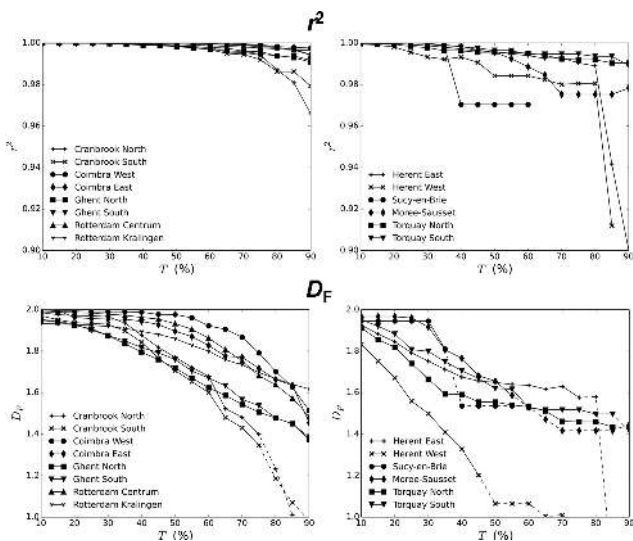 r²
1.00
0.98
0.96
0.94
0.92
0.90
r²
Cranbrook North
Cranbrook South
Coimbra West
Coimbra East
Ghent North
Ghent South
Rotterdam Centrum
Rotterdam Kralingen
10 20 30 40 50 60 70 80 90
T (%)
1.00
0.98
0.96
0.94
0.92
0.90
r²
Herent East
Herent West
Sucy-en-Brie
Moree-Sausset
Torquay North
Torquay South
10 20 30 40 50 60 70 80 90
T (%)
D_F
2.0
1.8
1.6
1.4
1.2
1.0
D_F
Cranbrook North
Cranbrook South
Coimbra West
Coimbra East
Ghent North
Ghent South
Rotterdam Centrum
Rotterdam Kralingen
10 20 30 40 50 60 70 80 90
T (%)
2.0
1.8
1.6
1.4
1.2
1.0
D_F
Herent East
Herent West
Sucy-en-Brie
Moree-Sausset
Torquay North
Torquay South
10 20 30 40 50 60 70 80 90
T (%)